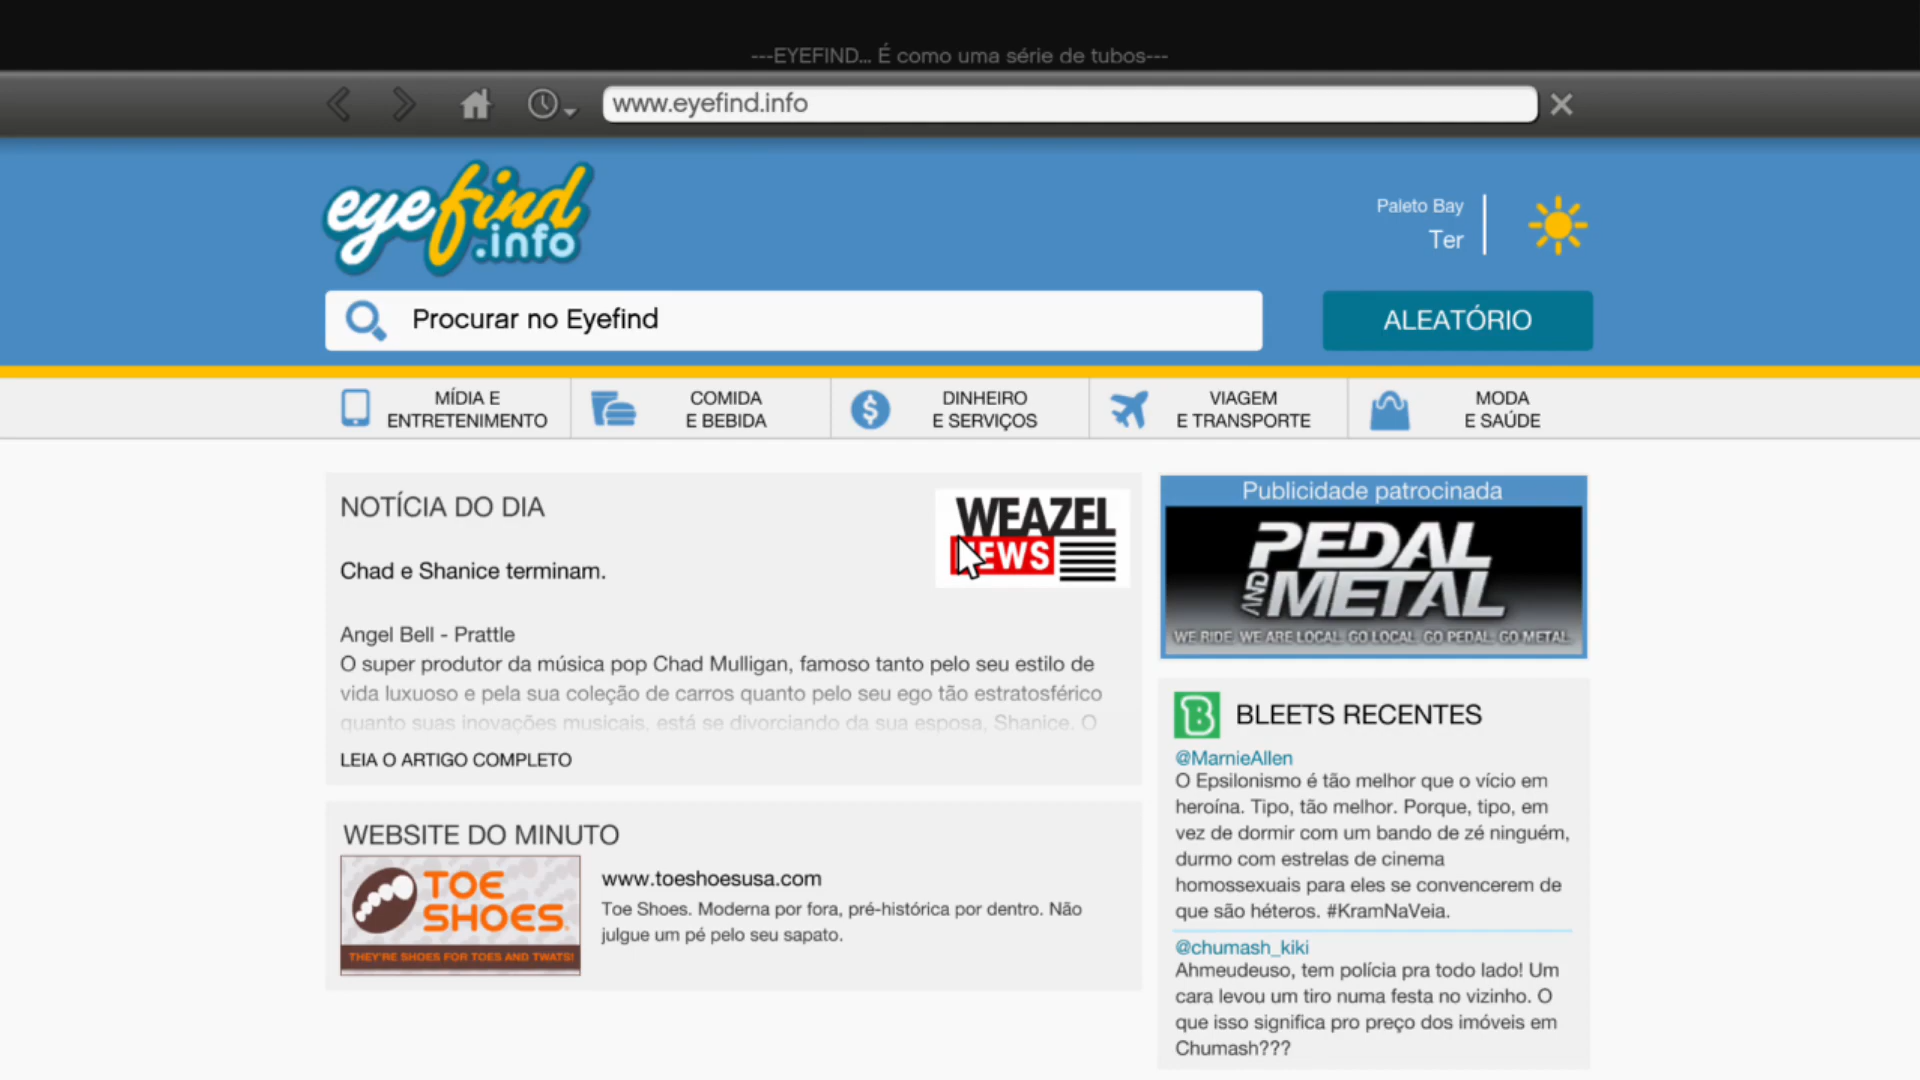 ---EYEFIND... É como uma série de tubos---
www.eyefind.info
eyefind
.info
Paleto Bay
Ter
Procurar no Eyefind
ALEATÓRIO
MÍDIA E
ENTRETENIMENTO
COMIDA
E BEBIDA
DINHEIRO
E SERVIÇOS
VIAGEM
E TRANSPORTE
MODA
E SAÚDE
NOTÍCIA DO DIA
WEAZEL
NEWS
Chad e Shanice terminam.
Angel Bell - Prattle
O super produtor da música pop Chad Mulligan, famoso tanto pelo seu estilo de
vida luxuoso e pela sua coleção de carros quanto pelo seu ego tão estratosférico
quanto suas inovações musicais, está se divorciando da sua esposa, Shanice. O
LEIA O ARTIGO COMPLETO
WEBSITE DO MINUTO
TOE
SHOES
THEY'RE SHOES FOR TOES AND TWATS!
www.toeshoesusa.com
Toe Shoes. Moderna por fora, pré-histórica por dentro. Não
julgue um pé pelo seu sapato.
Publicidade patrocinada
PEDAL
AND METAL
WE RIDE. WE ARE LOCAL. GO LOCAL. GO PEDAL. GO METAL.
B
BLEETS RECENTES
@MarnieAllen
O Epsilonismo é tão melhor que o vício em
heroína. Tipo, tão melhor. Porque, tipo, em
vez de dormir com um bando de zé ninguém,
durmo com estrelas de cinema
homossexuais para eles se convencerem de
que são héteros. #KramNaVeia.
@chumash_kiki
Ahmeudeuso, tem polícia pra todo lado! Um
cara levou um tiro numa festa no vizinho. O
que isso significa pro preço dos imóveis em
Chumash???